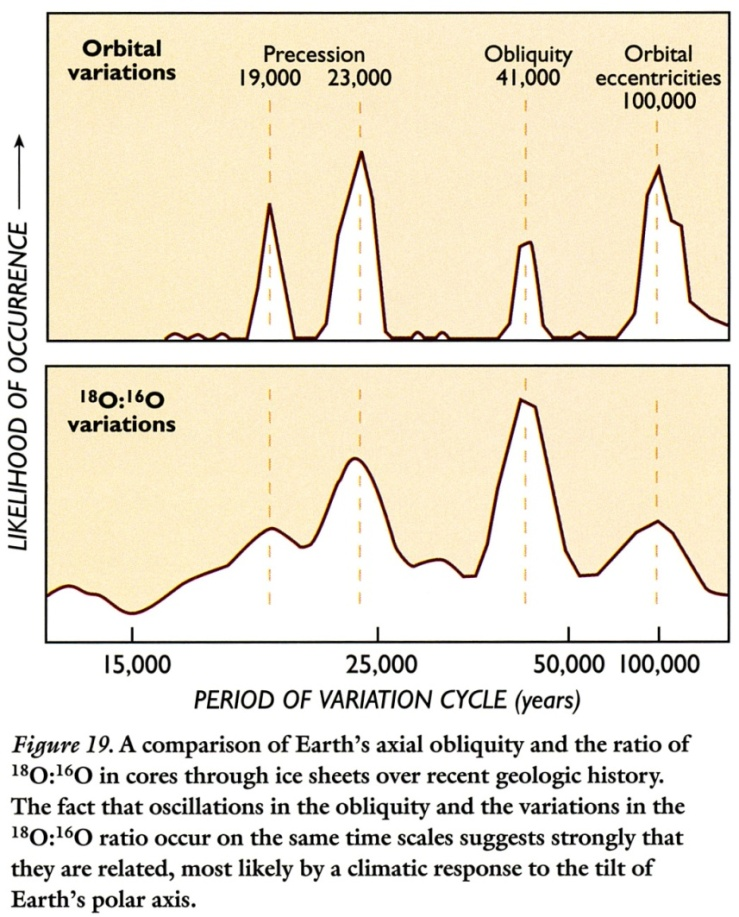 Orbital
variations
Precession
19,000 23,000
Obliquity
41,000
Orbital
eccentricities
100,000
LIKELIHOOD OF OCCURRENCE
¹⁸O:¹⁶O
variations
15,000 25,000 50,000 100,000
PERIOD OF VARIATION CYCLE (years)
Figure 19. A comparison of Earth's axial obliquity and the ratio of
¹⁸O:¹⁶O in cores through ice sheets over recent geologic history.
The fact that oscillations in the obliquity and the variations in the
¹⁸O:¹⁶O ratio occur on the same time scales suggests strongly that
they are related, most likely by a climatic response to the tilt of
Earth's polar axis.